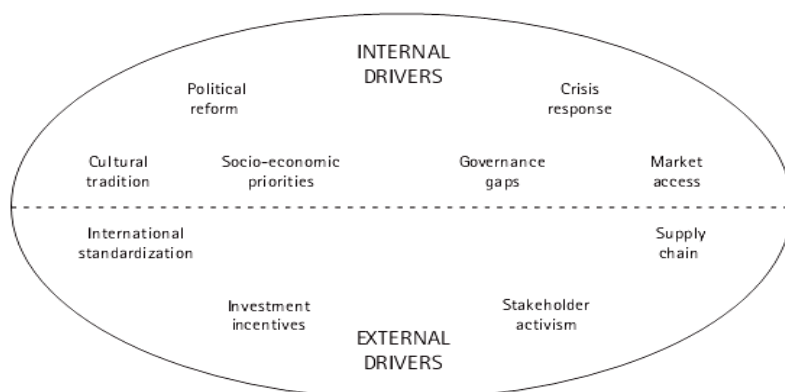 INTERNAL
DRIVERS
Political
reform
Crisis
response
Cultural
tradition
Socio-economic
priorities
Governance
gaps
Market
access
International
standardization
Supply
chain
Investment
incentives
Stakeholder
activism
EXTERNAL
DRIVERS